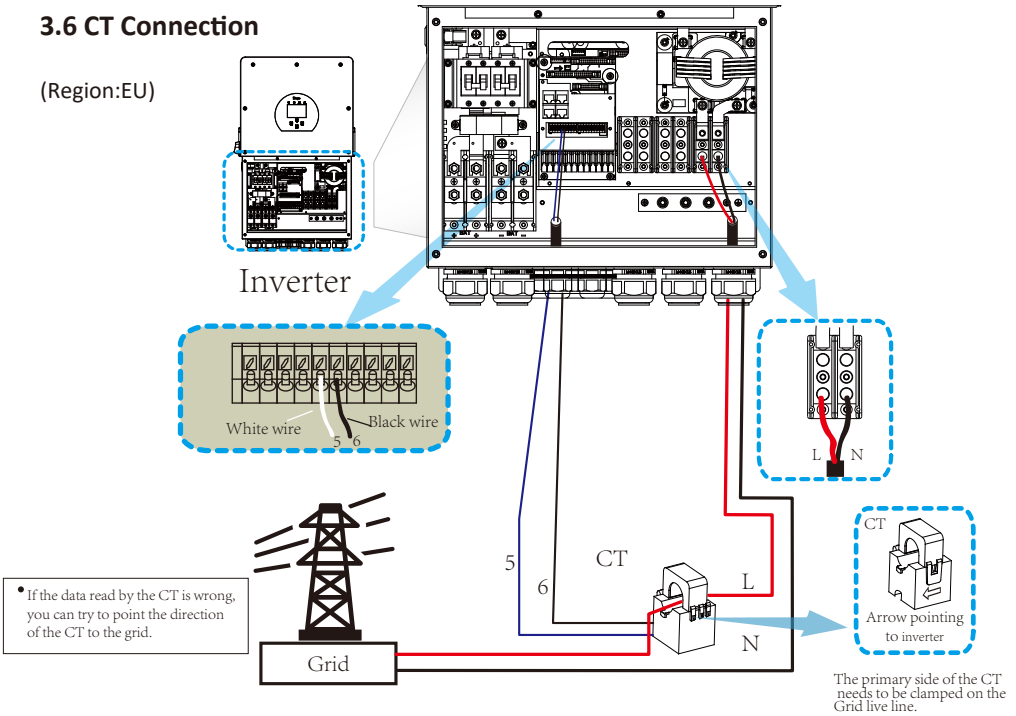 3.6 CT Connection
(Region:EU)
+ BAT + - BAT -
Inverter
White wire
Black wire
5 6
L N
CT
Arrow pointing
to inverter
5
6
CT
L
N
• If the data read by the CT is wrong,
you can try to point the direction
of the CT to the grid.
Grid
The primary side of the CT
needs to be clamped on the
Grid live line.